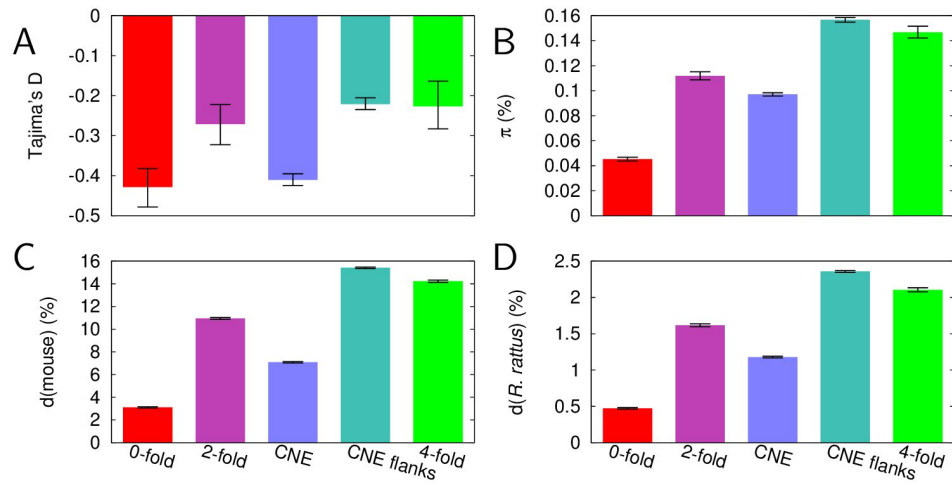 A
Tajima's D
0
-0.1
-0.2
-0.3
-0.4
-0.5
B
π (%)
0.16
0.14
0.12
0.1
0.08
0.06
0.04
0.02
0
C
d(mouse) (%)
16
14
12
10
8
6
4
2
0
0-fold
2-fold
CNE
CNE flanks
4-fold
D
d(R. rattus) (%)
2.5
2
1.5
1
0.5
0
0-fold
2-fold
CNE
CNE flanks
4-fold